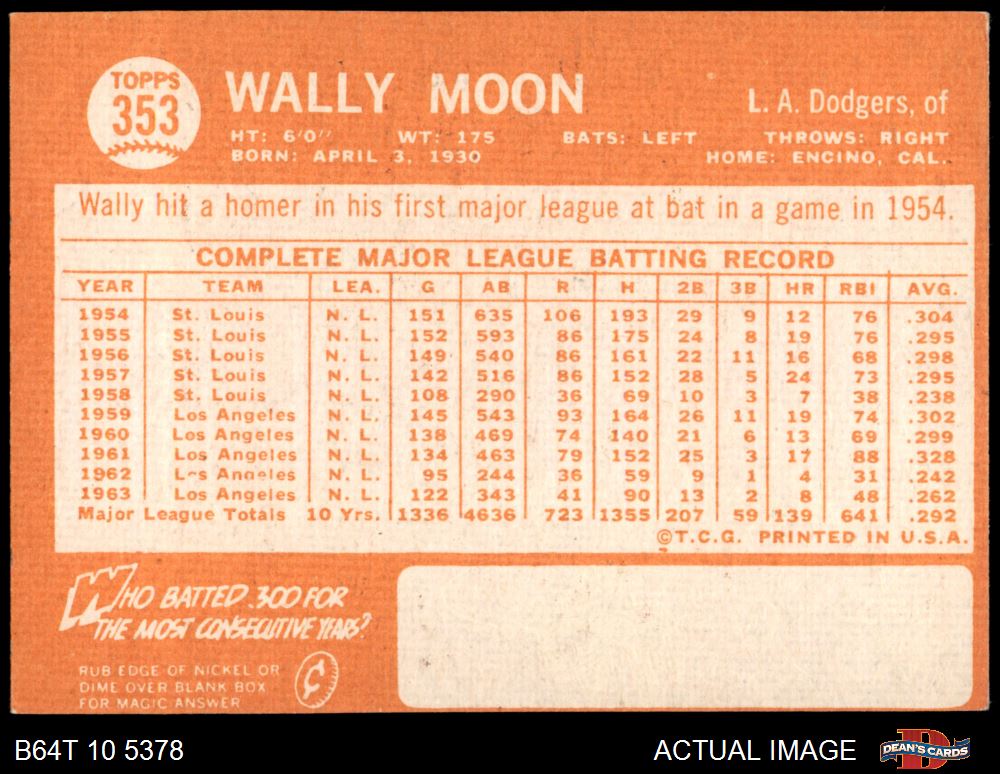 TOPPS
353
WALLY MOON
L. A. Dodgers, of
HT: 6'0" WT: 175 BATS: LEFT THROWS: RIGHT
BORN: APRIL 3, 1930 HOME: ENCINO, CAL.
Wally hit a homer in his first major league at bat in a game in 1954.
COMPLETE MAJOR LEAGUE BATTING RECORD
YEAR TEAM LEA. G AB R H 2B 3B HR RBI AVG.
1954 St. Louis N. L. 151 635 106 193 29 9 12 76 .304
1955 St. Louis N. L. 152 593 86 175 24 8 19 76 .295
1956 St. Louis N. L. 149 540 86 161 22 11 16 68 .298
1957 St. Louis N. L. 142 516 86 152 28 5 24 73 .295
1958 St. Louis N. L. 108 290 36 69 10 3 7 38 .238
1959 Los Angeles N. L. 145 543 93 164 26 11 19 74 .302
1960 Los Angeles N. L. 138 469 74 140 21 6 13 69 .299
1961 Los Angeles N. L. 134 463 79 152 25 3 17 88 .328
1962 Los Angeles N. L. 95 244 36 59 9 1 4 31 .242
1963 Los Angeles N. L. 122 343 41 90 13 2 8 48 .262
Major League Totals 10 Yrs. 1336 4636 723 1355 207 59 139 641 .292
©T.C.G. PRINTED IN U.S.A.
WHO BATTED .300 FOR
THE MOST CONSECUTIVE YEARS?
RUB EDGE OF NICKEL OR
DIME OVER BLANK BOX
FOR MAGIC ANSWER
¢
B64T 10 5378
ACTUAL IMAGE
DEAN'S CARDS